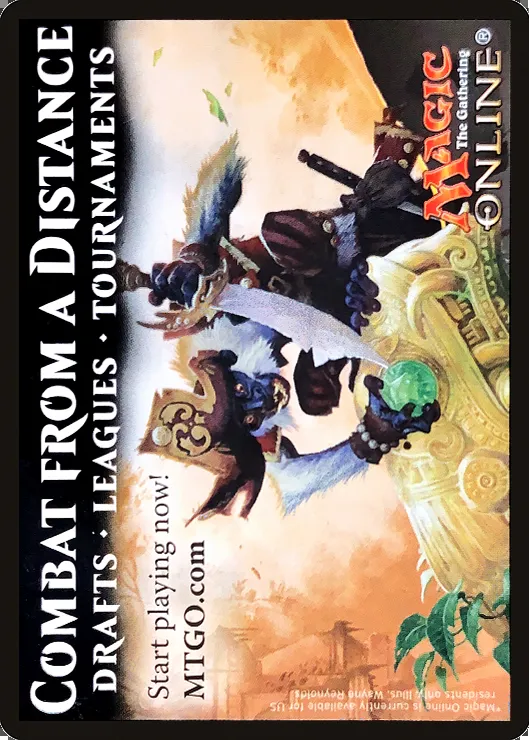 COMBAT FROM A DISTANCE
DRAFTS • LEAGUES • TOURNAMENTS
Start playing now!
MTGO.com
MAGIC
The Gathering
ONLINE®
*Magic Online is currently available for US
residents only. Illus. Wayne Reynolds